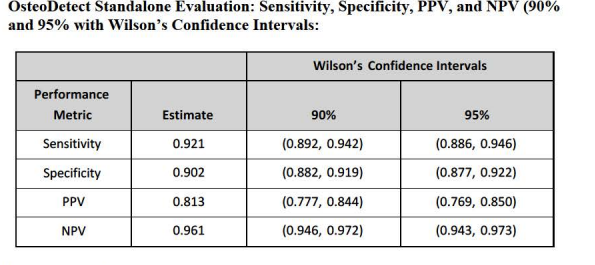 OsteoDetect Standalone Evaluation: Sensitivity, Specificity, PPV, and NPV (90%
and 95% with Wilson's Confidence Intervals:
Wilson's Confidence Intervals
Performance
Metric Estimate 90% 95%
Sensitivity 0.921 (0.892, 0.942) (0.886, 0.946)
Specificity 0.902 (0.882, 0.919) (0.877, 0.922)
PPV 0.813 (0.777, 0.844) (0.769, 0.850)
NPV 0.961 (0.946, 0.972) (0.943, 0.973)